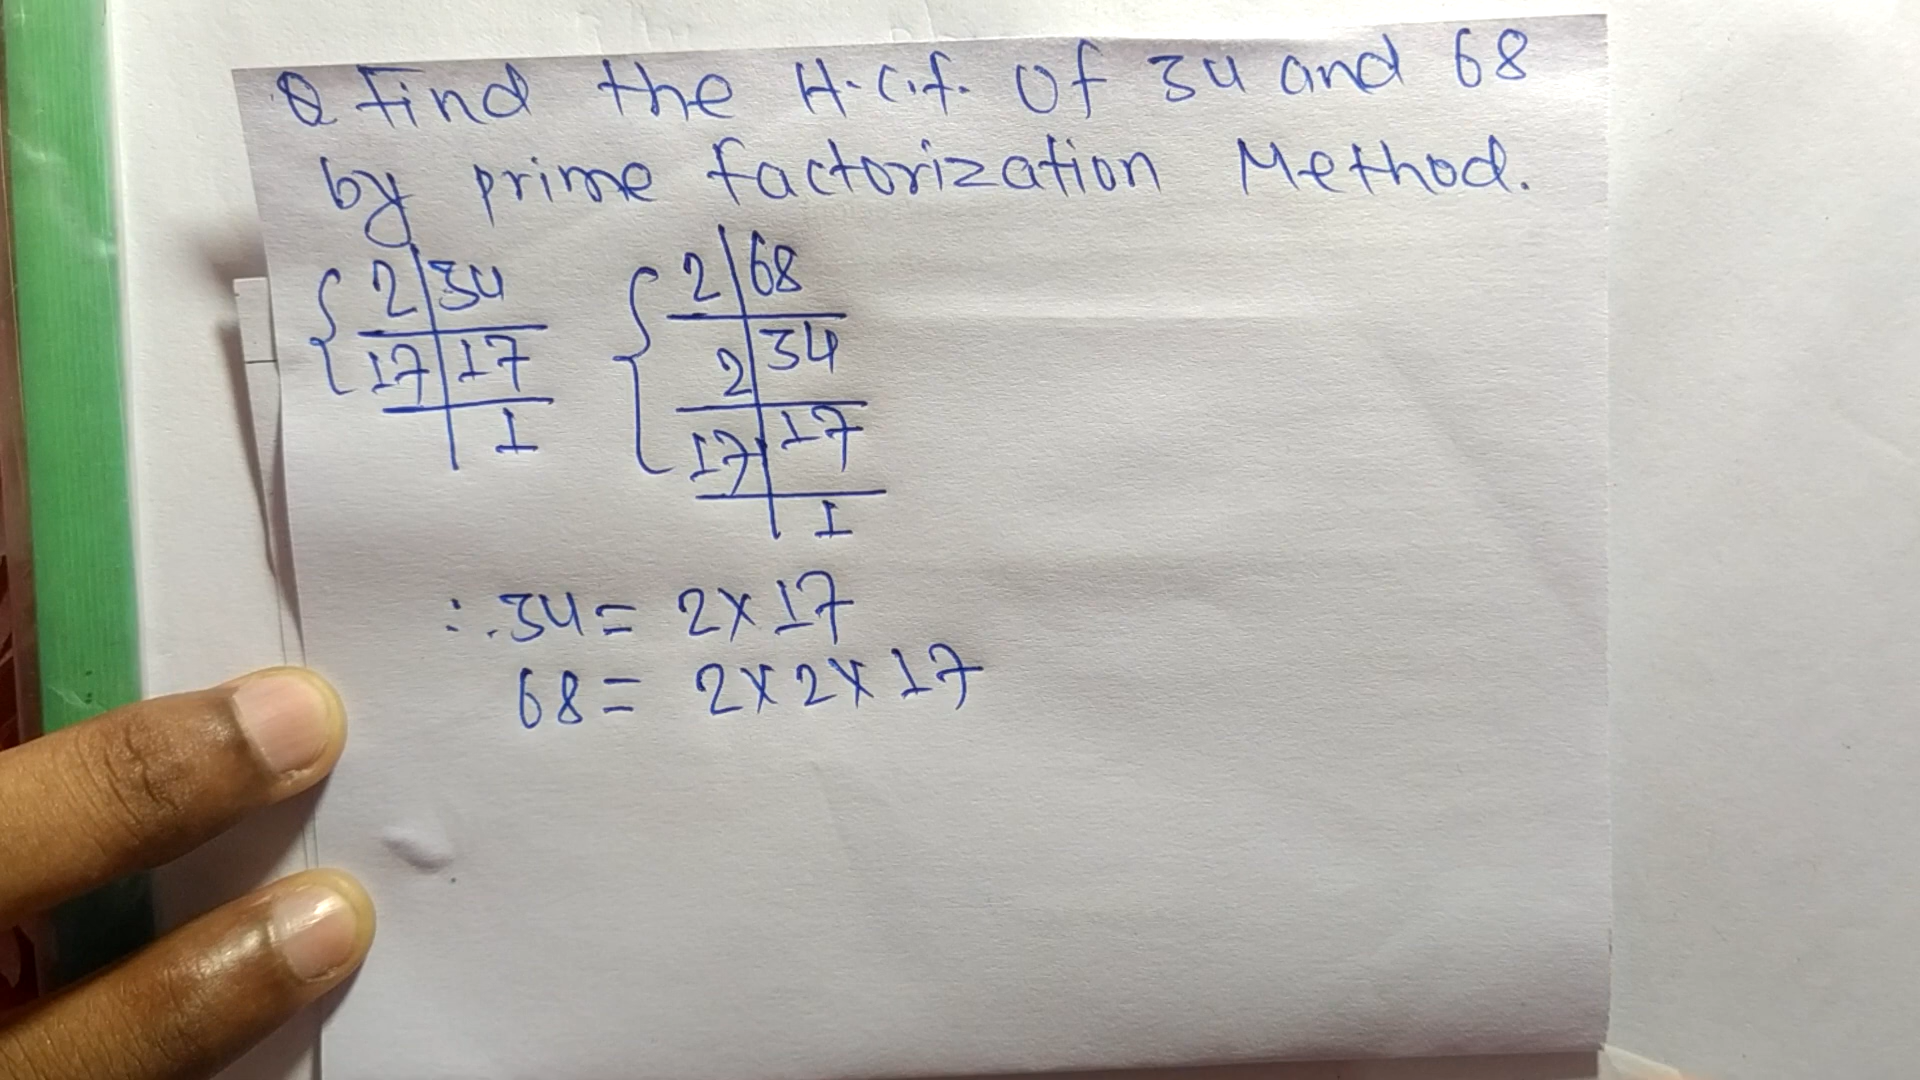 Q Find the H.C.f. Of 34 and 68
by prime factorization Method.
2|34
17|17
1
2|68
2|34
17|17
1
∴ 34 = 2×17
68 = 2×2×17